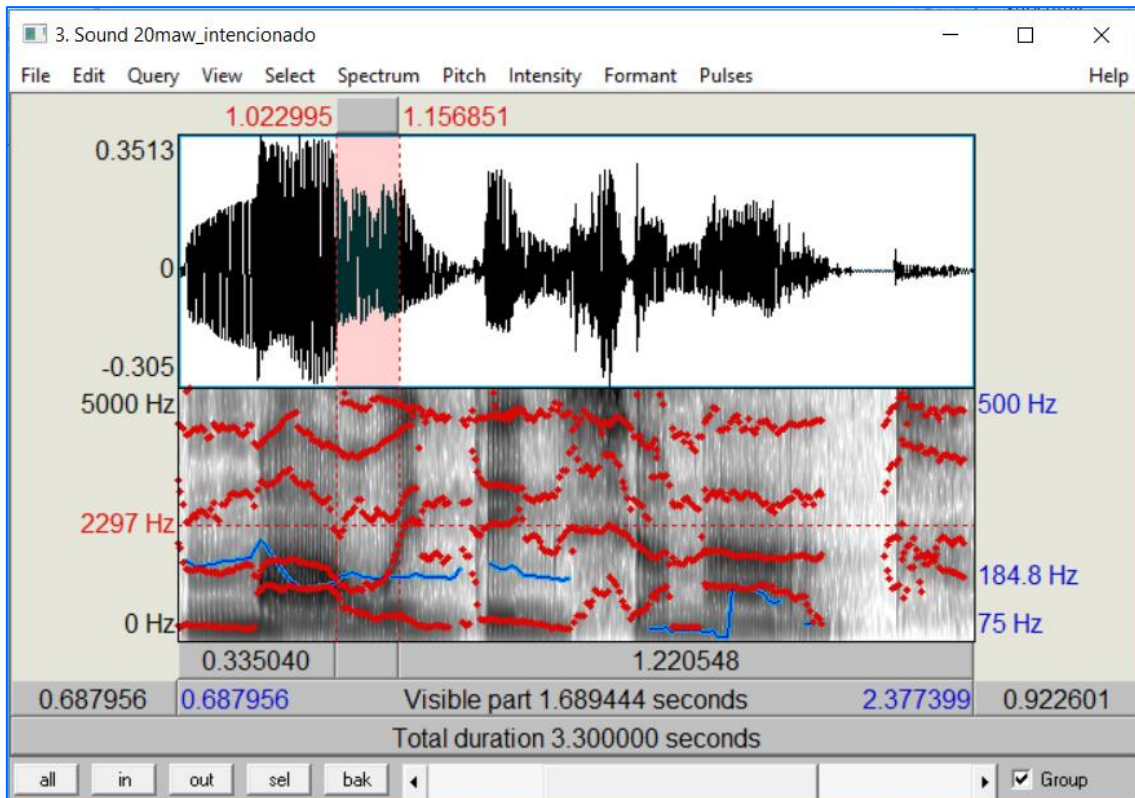 3. Sound 20maw_intencionado
File Edit Query View Select Spectrum Pitch Intensity Formant Pulses Help
1.022995 1.156851
0.3513
0
-0.305
5000 Hz 500 Hz
2297 Hz
184.8 Hz
0 Hz 75 Hz
0.335040 1.220548
0.687956 0.687956 Visible part 1.689444 seconds 2.377399 0.922601
Total duration 3.300000 seconds
all in out sel bak Group